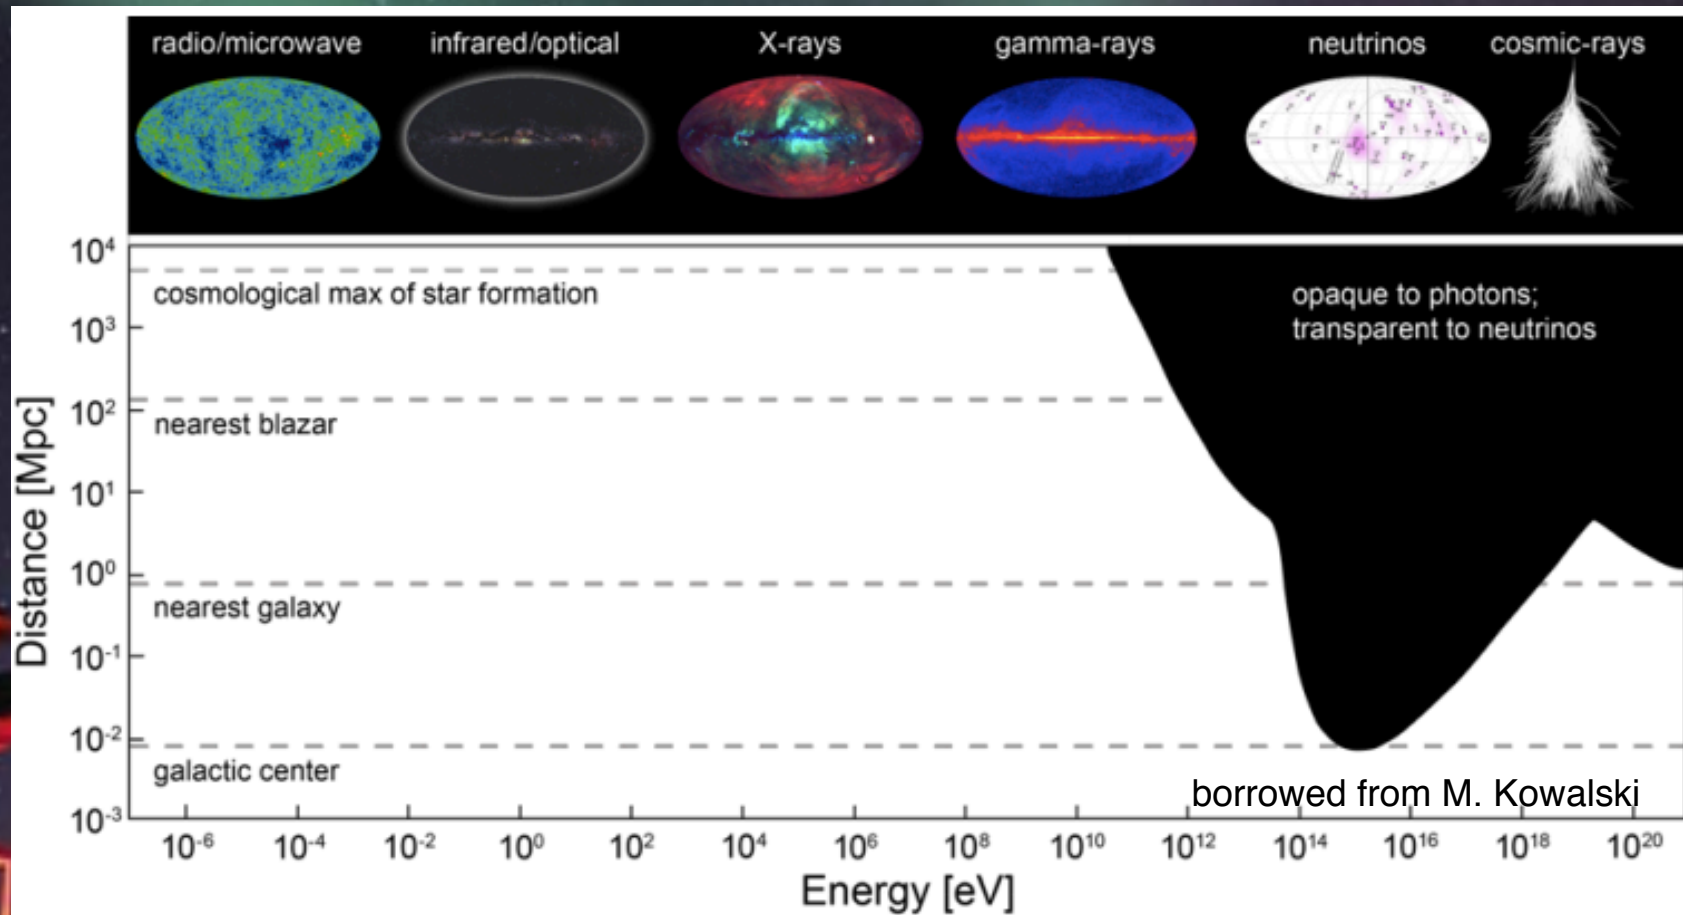 radio/microwave infrared/optical X-rays gamma-rays neutrinos cosmic-rays
10⁴
cosmological max of star formation
opaque to photons;
transparent to neutrinos
10³
10²
nearest blazar
10¹
10⁰
nearest galaxy
10⁻¹
10⁻²
galactic center
borrowed from M. Kowalski
10⁻³
Distance [Mpc]
10⁻⁶ 10⁻⁴ 10⁻² 10⁰ 10² 10⁴ 10⁶ 10⁸ 10¹⁰ 10¹² 10¹⁴ 10¹⁶ 10¹⁸ 10²⁰
Energy [eV]